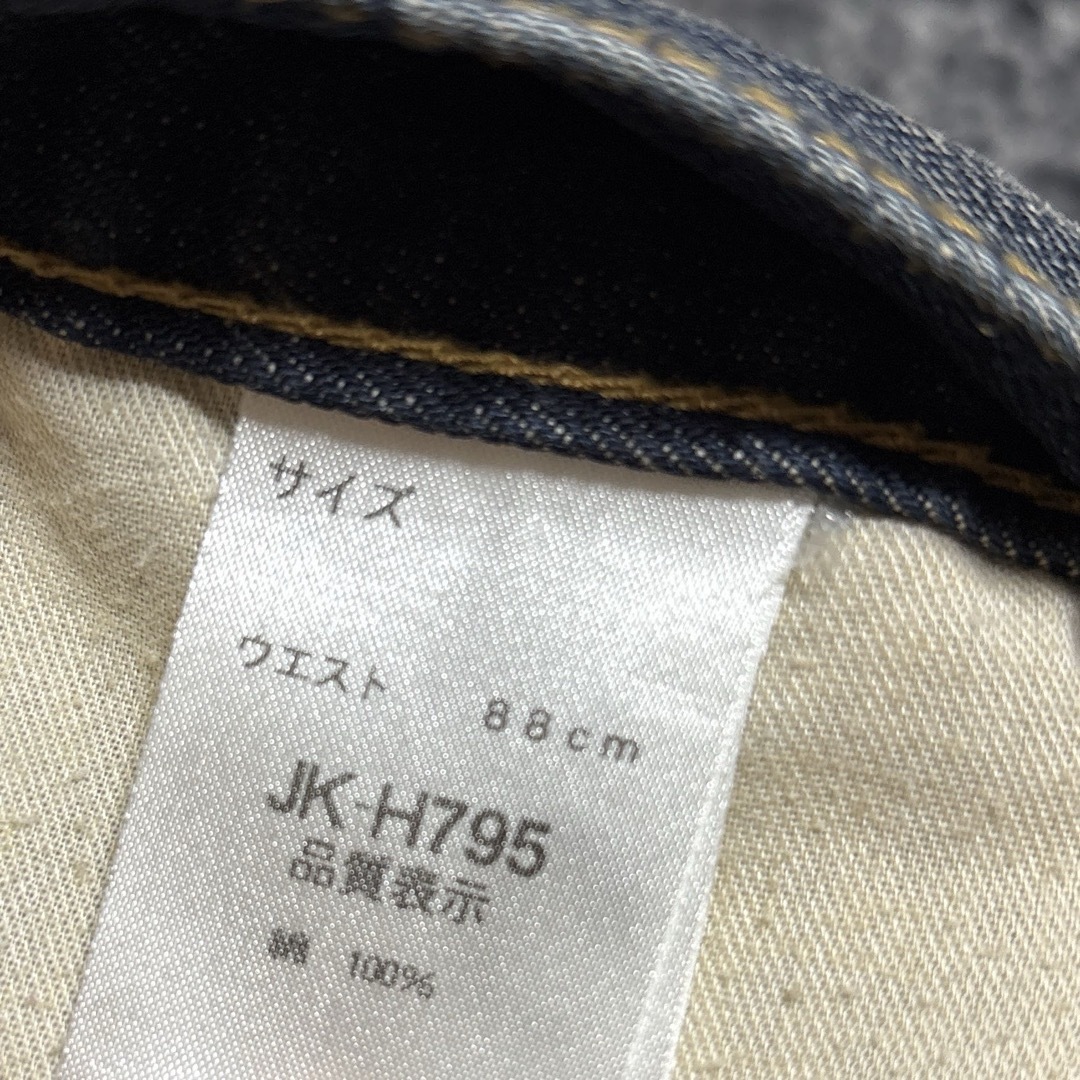 サイズ
ウエスト 88cm
JK-H795
品質表示
綿 100%